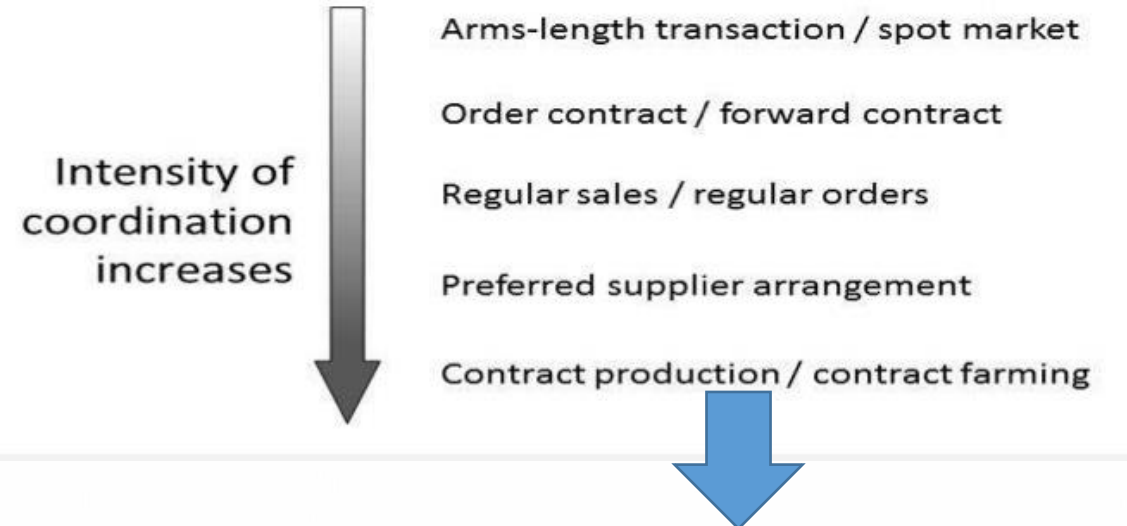 Intensity of
coordination
increases
Arms-length transaction / spot market
Order contract / forward contract
Regular sales / regular orders
Preferred supplier arrangement
Contract production / contract farming